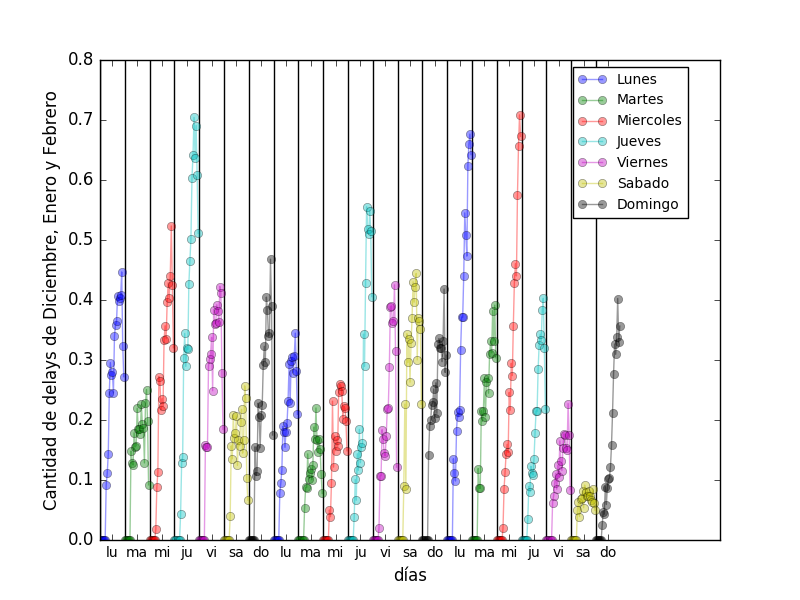 0.8
0.7
0.6
0.5
0.4
0.3
0.2
0.1
0.0
Cantidad de delays de Diciembre, Enero y Febrero
Lunes
Martes
Miercoles
Jueves
Viernes
Sabado
Domingo
lu ma mi ju vi sa do lu ma mi ju vi sa do lu ma mi ju vi sa do
días